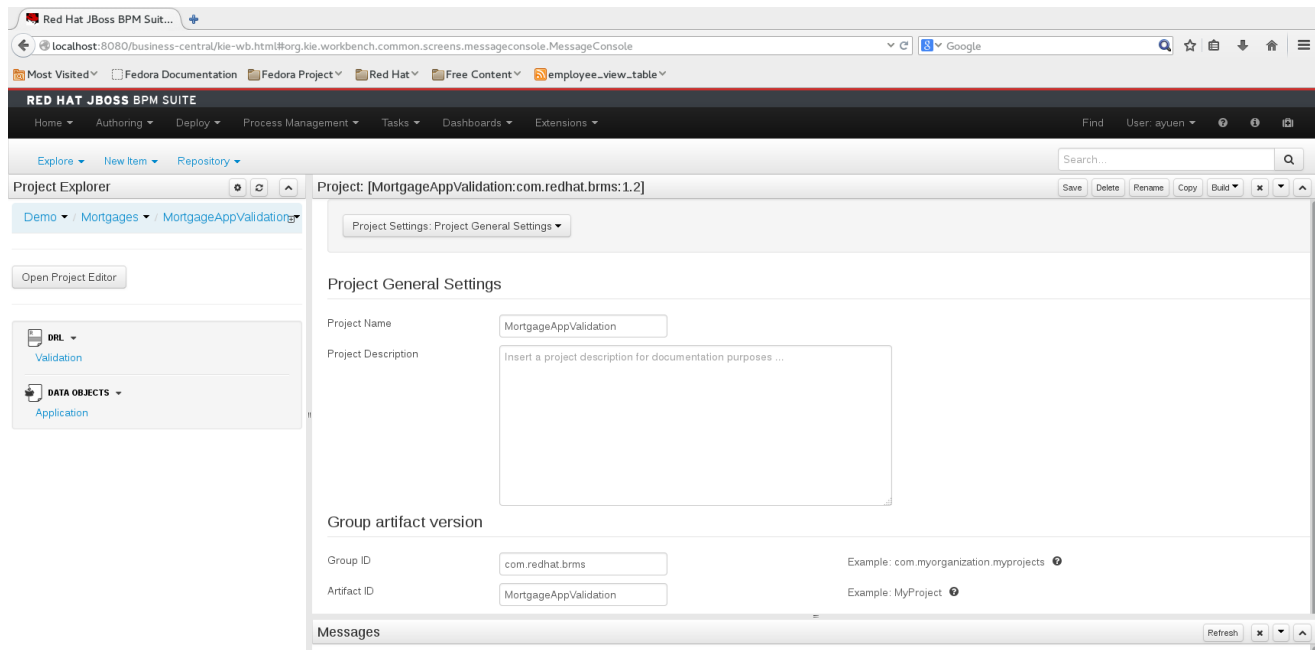 Red Hat JBoss BPM Suit...
localhost:8080/business-central/kie-wb.html#org.kie.workbench.common.screens.messageconsole.MessageConsole
Google
Most Visited Fedora Documentation Fedora Project Red Hat Free Content employee_view_table
RED HAT JBOSS BPM SUITE
Home Authoring Deploy Process Management Tasks Dashboards Extensions Find User: ayuen
Explore New Item Repository Search...
Project Explorer
Project: [MortgageAppValidation:com.redhat.brms:1.2] Save Delete Rename Copy Build
Demo / Mortgages / MortgageAppValidation
Project Settings: Project General Settings
Open Project Editor
Project General Settings
DRL
Validation
DATA OBJECTS
Application
Project Name MortgageAppValidation
Project Description Insert a project description for documentation purposes ...
Group artifact version
Group ID com.redhat.brms Example: com.myorganization.myprojects
Artifact ID MortgageAppValidation Example: MyProject
Messages Refresh